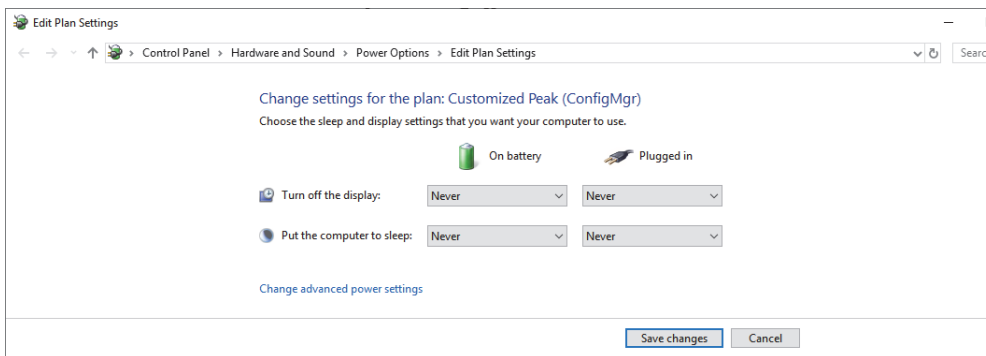 Edit Plan Settings
Control Panel > Hardware and Sound > Power Options > Edit Plan Settings
Searc
Change settings for the plan: Customized Peak (ConfigMgr)
Choose the sleep and display settings that you want your computer to use.
On battery Plugged in
Turn off the display: Never Never
Put the computer to sleep: Never Never
Change advanced power settings
Save changes Cancel